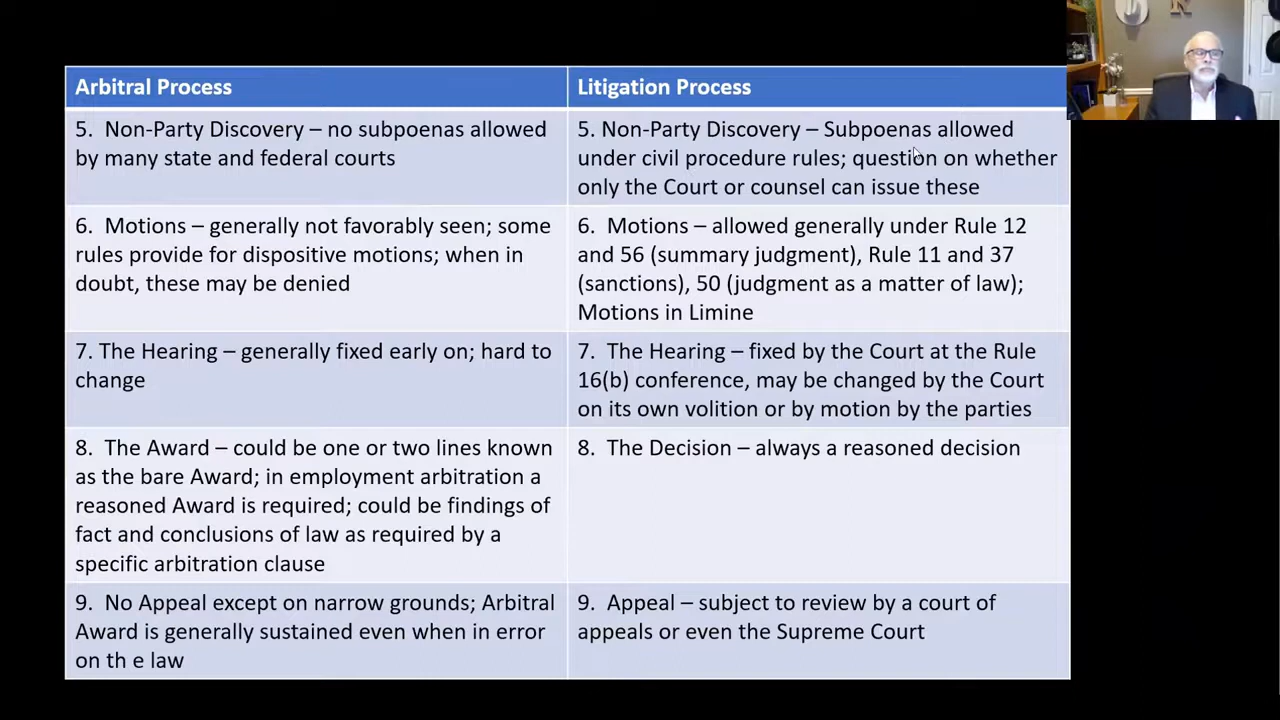 Arbitral Process
Litigation Process
5. Non-Party Discovery – no subpoenas allowed
by many state and federal courts
5. Non-Party Discovery – Subpoenas allowed
under civil procedure rules; question on whether
only the Court or counsel can issue these
6. Motions – generally not favorably seen; some
rules provide for dispositive motions; when in
doubt, these may be denied
6. Motions – allowed generally under Rule 12
and 56 (summary judgment), Rule 11 and 37
(sanctions), 50 (judgment as a matter of law);
Motions in Limine
7. The Hearing – generally fixed early on; hard to
change
7. The Hearing – fixed by the Court at the Rule
16(b) conference, may be changed by the Court
on its own volition or by motion by the parties
8. The Award – could be one or two lines known
as the bare Award; in employment arbitration a
reasoned Award is required; could be findings of
fact and conclusions of law as required by a
specific arbitration clause
8. The Decision – always a reasoned decision
9. No Appeal except on narrow grounds; Arbitral
Award is generally sustained even when in error
on th e law
9. Appeal – subject to review by a court of
appeals or even the Supreme Court